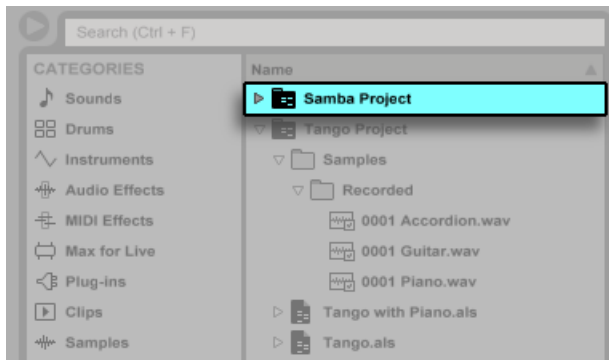 Search (Ctrl + F)
CATEGORIES
Sounds
Drums
Instruments
Audio Effects
MIDI Effects
Max for Live
Plug-ins
Clips
Samples
Name
Samba Project
Tango Project
Samples
Recorded
0001 Accordion.wav
0001 Guitar.wav
0001 Piano.wav
Tango with Piano.als
Tango.als